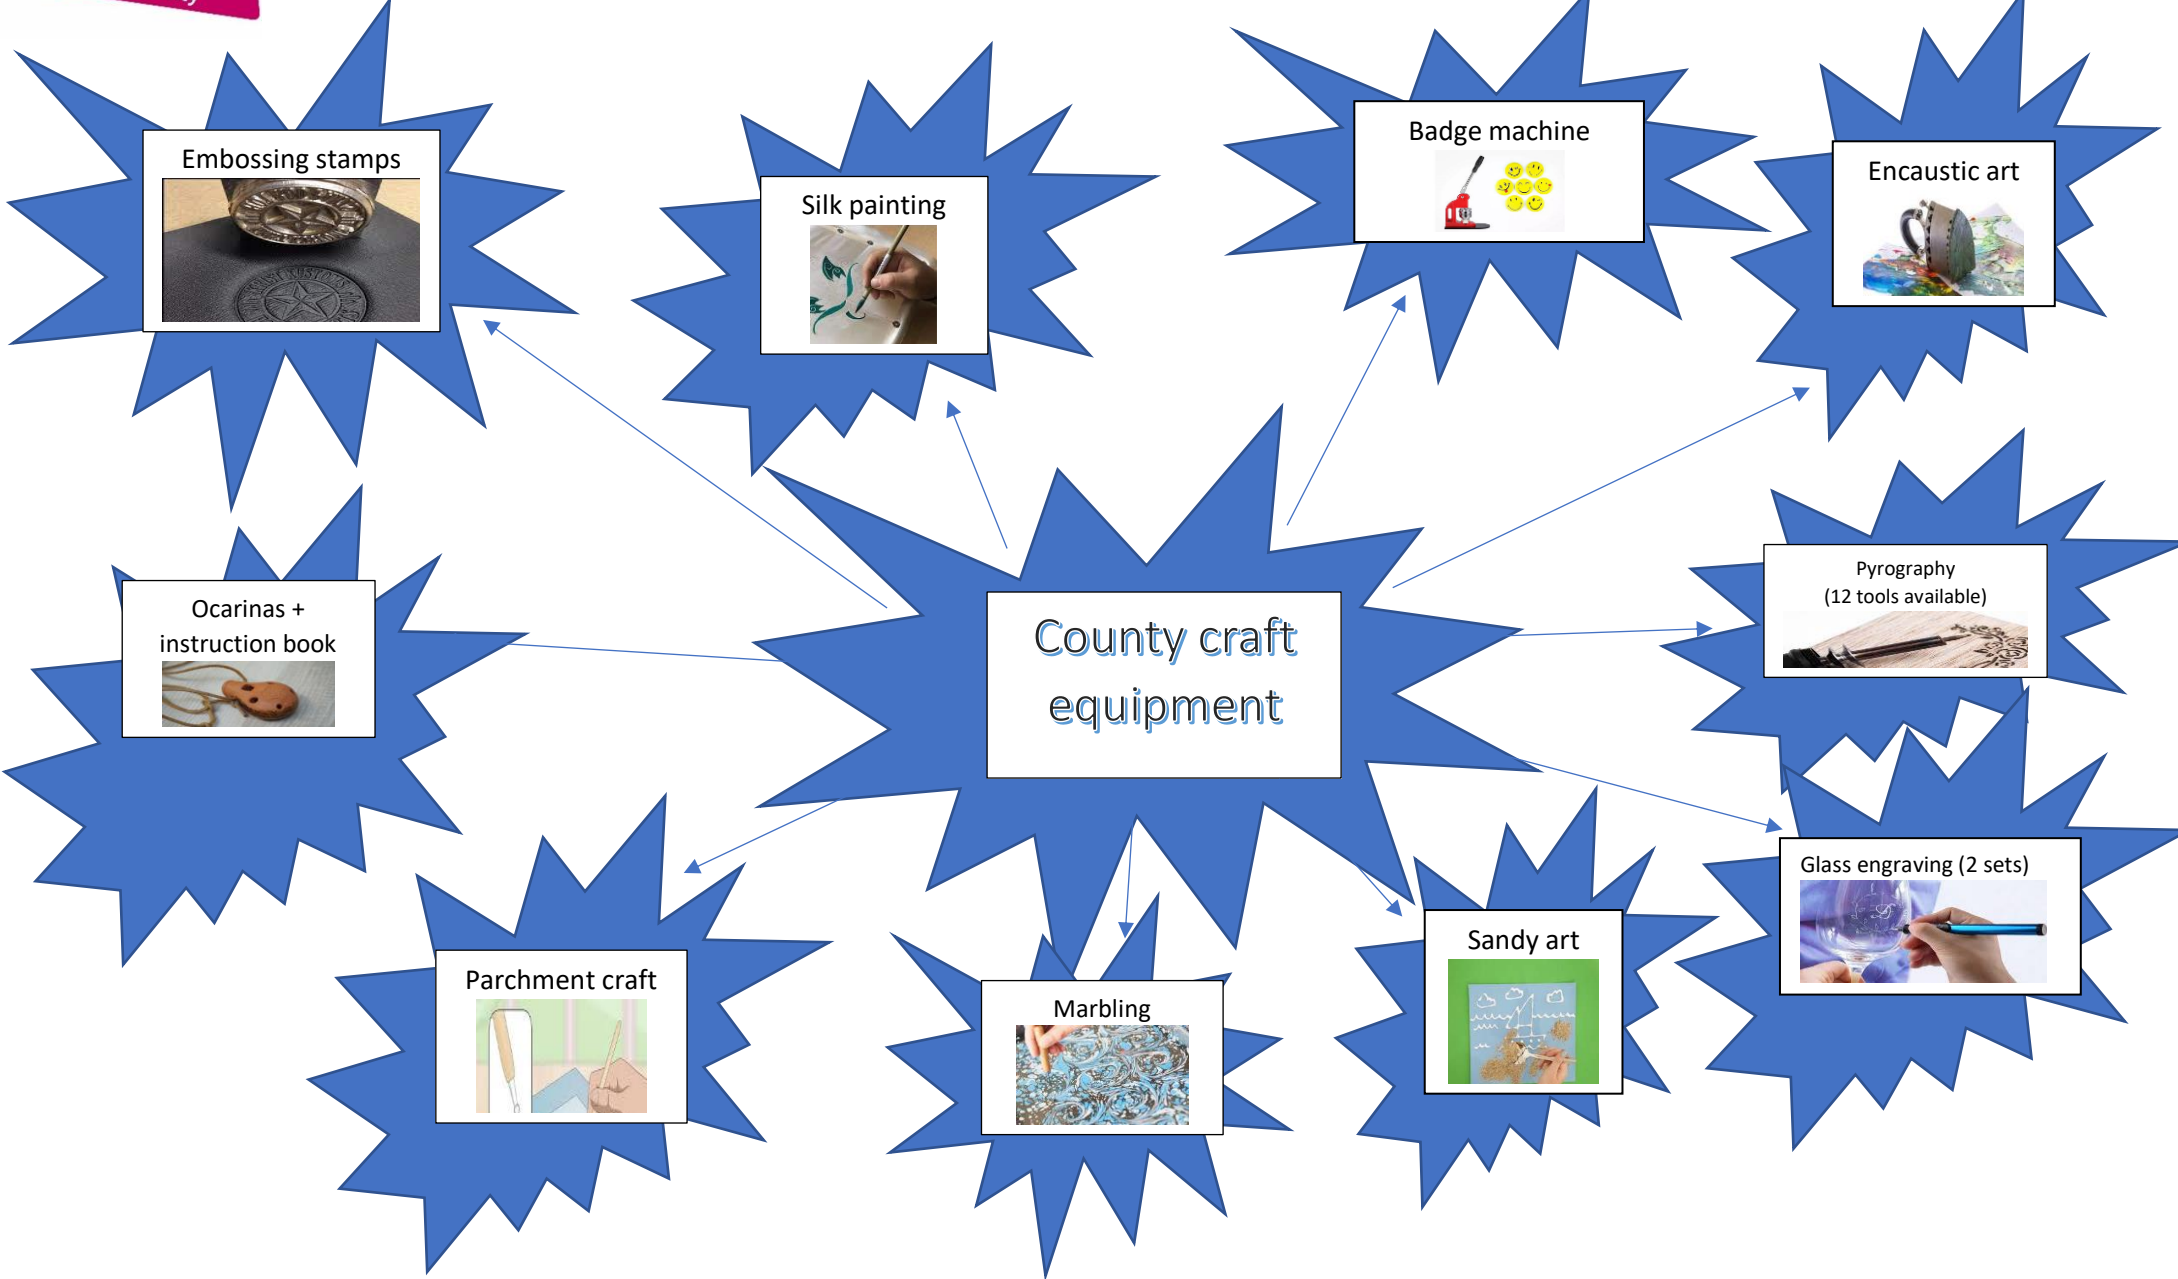 Embossing stamps
Silk painting
Badge machine
Encaustic art
Ocarinas +
instruction book
County craft
equipment
Pyrography
(12 tools available)
Parchment craft
Marbling
Sandy art
Glass engraving (2 sets)